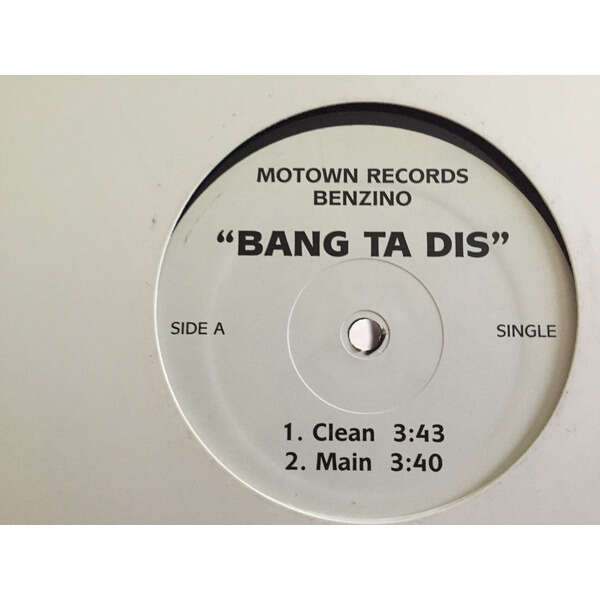 MOTOWN RECORDS
BENZINO
“BANG TA DIS”
SIDE A
SINGLE
1. Clean 3:43
2. Main 3:40